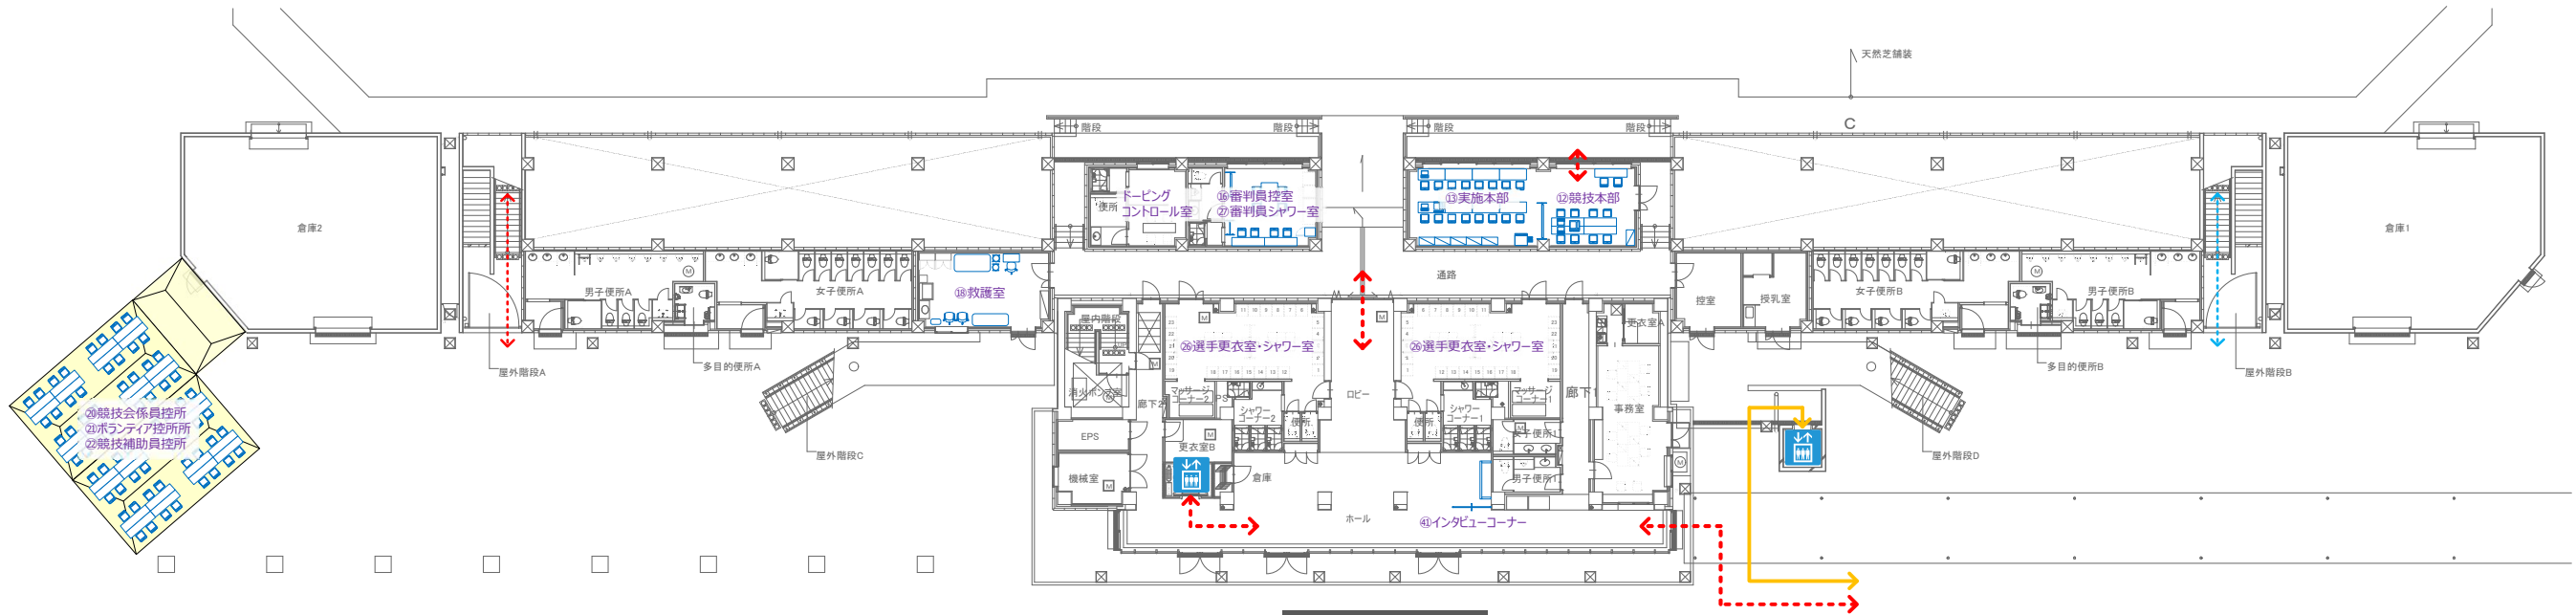 天然芝舗装
C
階段
階段
階段
階段
倉庫2
便所
ドーピング
コントロール室
⑯審判員控室
㉗審判員シャワー室
⑬実施本部
⑫競技本部
倉庫1
通路
男子便所A
女子便所A
⑱救護室
控室
授乳室
女子便所B
男子便所B
屋内階段
更衣室A
㉖選手更衣室・シャワー室
㉖選手更衣室・シャワー室
屋外階段A
多目的便所A
多目的便所B
屋外階段B
消火ポンプ室
廊下2
マッサージ
コーナー2
PS
ロビー
マッサージ
コーナー1
廊下1
事務室
⑳競技会係員控所
㉑ボランティア控所所
㉒競技補助員控所
シャワー
コーナー2
便所
便所
シャワー
コーナー1
EPS
更衣室B
女子便所1
屋外階段C
屋外階段D
機械室
倉庫
男子便所1
ホール
㊶インタビューコーナー